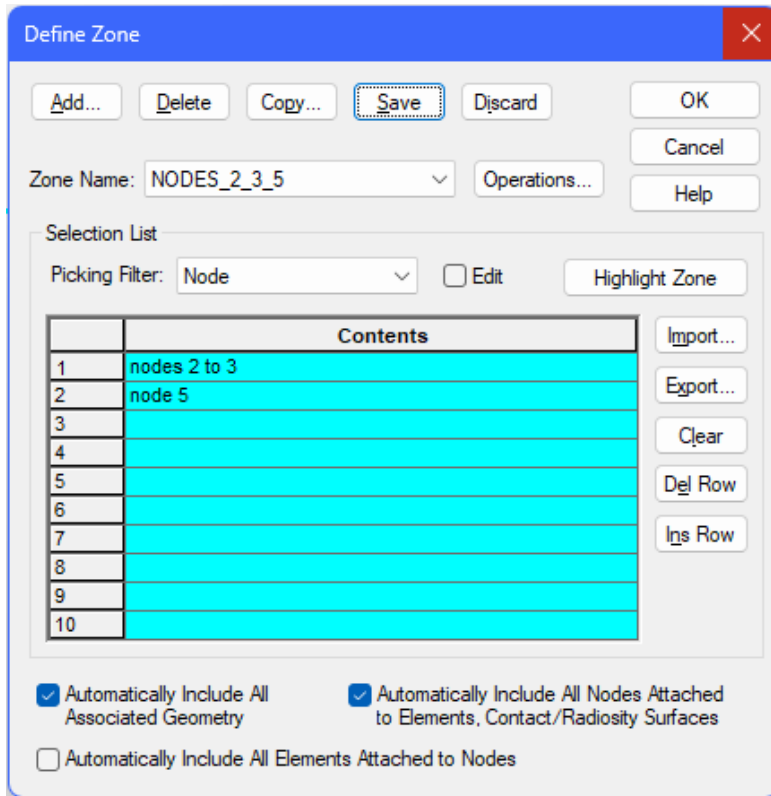 Define Zone
Add... Delete Copy... Save Discard OK
Cancel
Zone Name: NODES_2_3_5 Operations... Help
Selection List
Picking Filter: Node Edit Highlight Zone
Contents Import...
1 nodes 2 to 3
2 node 5 Export...
3
4 Clear
5 Del Row
6
7 Ins Row
8
9
10
Automatically Include All
Associated Geometry
Automatically Include All Nodes Attached
to Elements, Contact/Radiosity Surfaces
Automatically Include All Elements Attached to Nodes